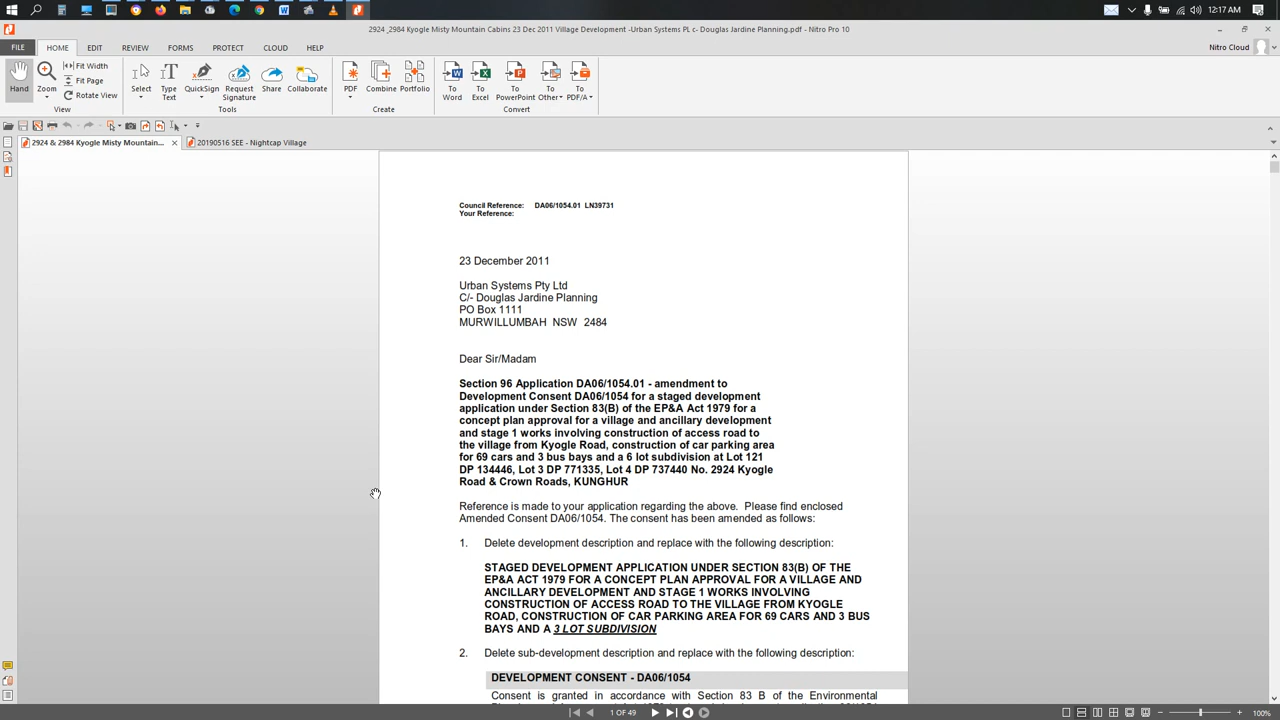 12:17 AM
2924 ,2984 Kyogle Misty Mountain Cabins 23 Dec 2011 Village Development -Urban Systems PL c- Douglas Jardine Planning.pdf - Nitro Pro 10
FILE HOME EDIT REVIEW FORMS PROTECT CLOUD HELP
Nitro Cloud
Hand
Zoom
Fit Width
Fit Page
Rotate View
View
Select
Type Text
QuickSign
Request Signature
Share
Collaborate
Tools
PDF
Combine
Portfolio
Create
To Word
To Excel
To PowerPoint
To Other
To PDF/A
Convert
2924 & 2984 Kyogle Misty Mountain...
20190516 SEE - Nightcap Village
Council Reference: DA06/1054.01 LN39731
Your Reference:
23 December 2011
Urban Systems Pty Ltd
C/- Douglas Jardine Planning
PO Box 1111
MURWILLUMBAH NSW 2484
Dear Sir/Madam
Section 96 Application DA06/1054.01 - amendment to
Development Consent DA06/1054 for a staged development
application under Section 83(B) of the EP&A Act 1979 for a
concept plan approval for a village and ancillary development
and stage 1 works involving construction of access road to
the village from Kyogle Road, construction of car parking area
for 69 cars and 3 bus bays and a 6 lot subdivision at Lot 121
DP 134446, Lot 3 DP 771335, Lot 4 DP 737440 No. 2924 Kyogle
Road & Crown Roads, KUNGHUR
Reference is made to your application regarding the above. Please find enclosed
Amended Consent DA06/1054. The consent has been amended as follows:
1. Delete development description and replace with the following description:
STAGED DEVELOPMENT APPLICATION UNDER SECTION 83(B) OF THE
EP&A ACT 1979 FOR A CONCEPT PLAN APPROVAL FOR A VILLAGE AND
ANCILLARY DEVELOPMENT AND STAGE 1 WORKS INVOLVING
CONSTRUCTION OF ACCESS ROAD TO THE VILLAGE FROM KYOGLE
ROAD, CONSTRUCTION OF CAR PARKING AREA FOR 69 CARS AND 3 BUS
BAYS AND A 3 LOT SUBDIVISION
2. Delete sub-development description and replace with the following description:
DEVELOPMENT CONSENT - DA06/1054
Consent is granted in accordance with Section 83 B of the Environmental
1 OF 49
100%